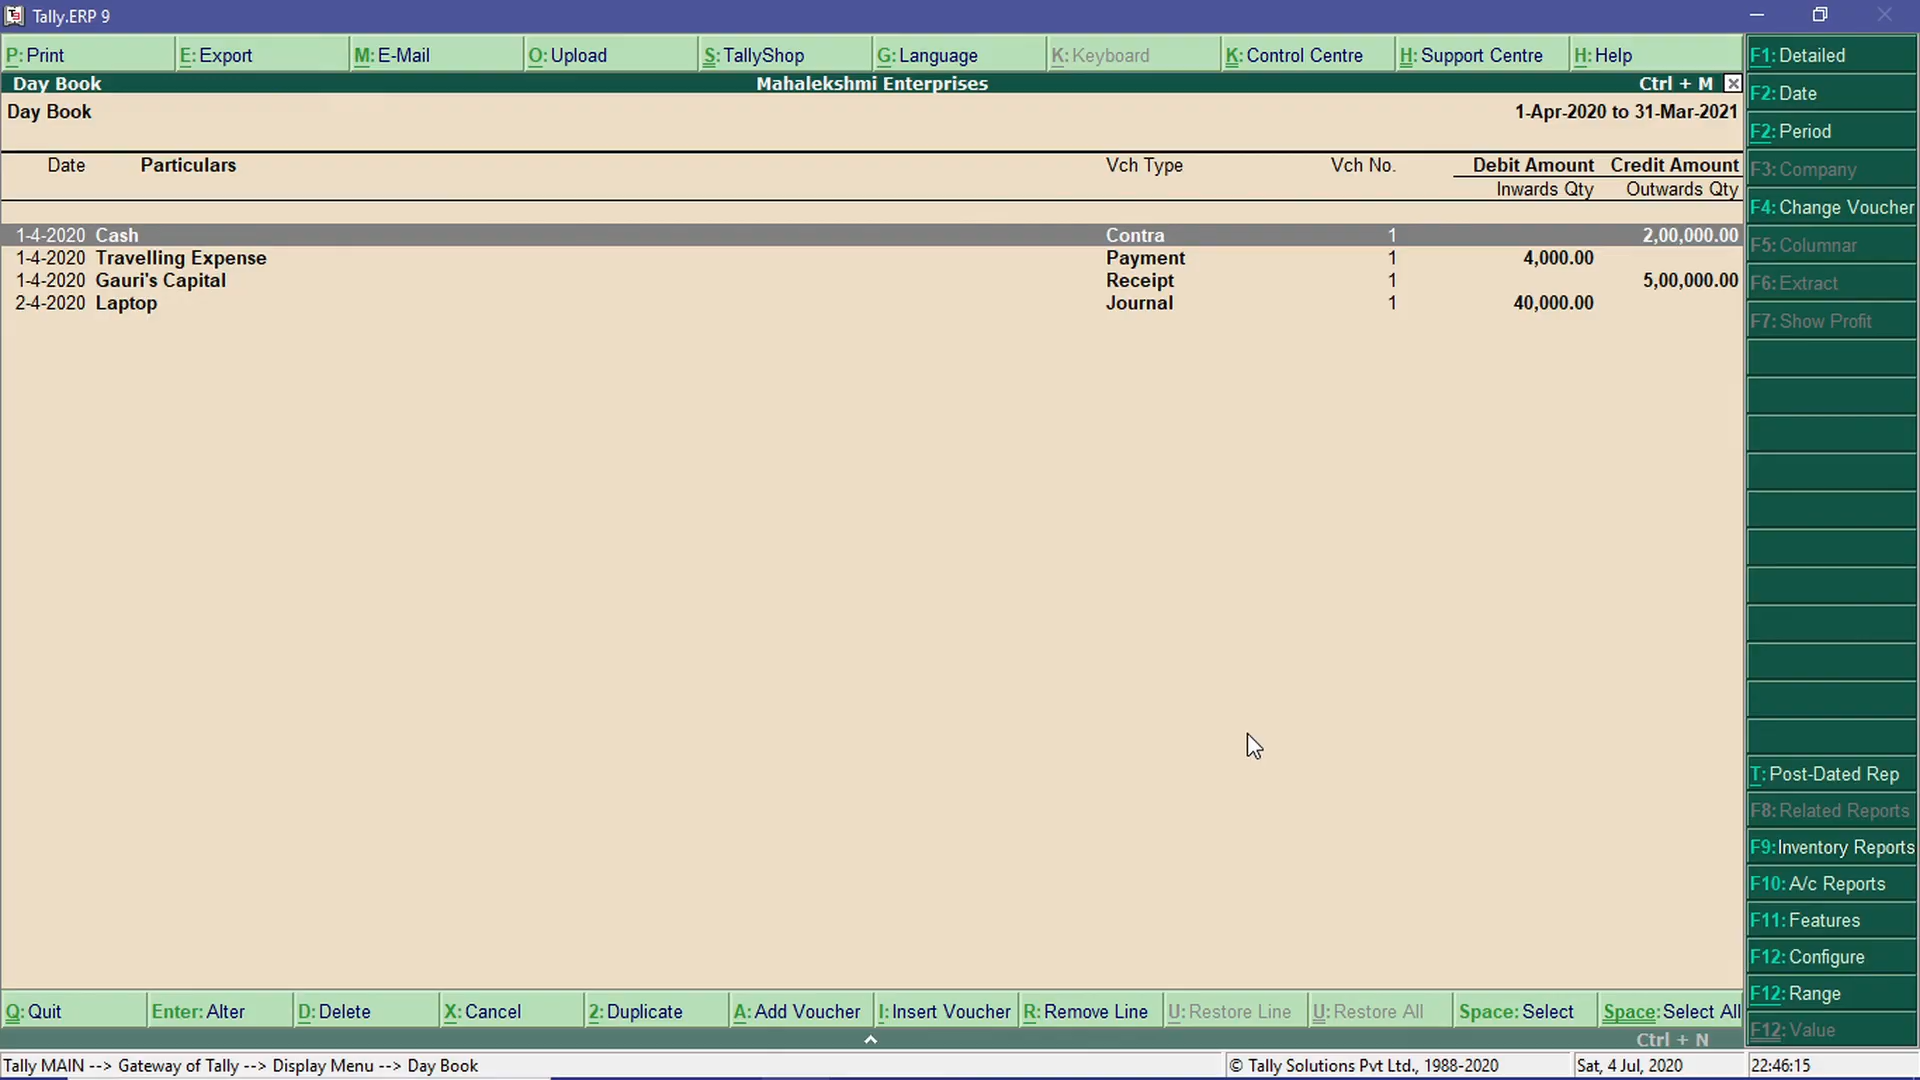 Tally.ERP 9
P: Print E: Export M: E-Mail O: Upload S: TallyShop G: Language K: Keyboard K: Control Centre H: Support Centre H: Help
Day Book Mahalekshmi Enterprises Ctrl + M
Day Book 1-Apr-2020 to 31-Mar-2021
Date Particulars Vch Type Vch No. Debit Amount Credit Amount
Inwards Qty Outwards Qty
1-4-2020 Cash Contra 1 2,00,000.00
1-4-2020 Travelling Expense Payment 1 4,000.00
1-4-2020 Gauri's Capital Receipt 1 5,00,000.00
2-4-2020 Laptop Journal 1 40,000.00
F1: Detailed
F2: Date
F2: Period
F3: Company
F4: Change Voucher
F5: Columnar
F6: Extract
F7: Show Profit
T: Post-Dated Rep
F8: Related Reports
F9: Inventory Reports
F10: A/c Reports
F11: Features
F12: Configure
F12: Range
F12: Value
Q: Quit Enter: Alter D: Delete X: Cancel 2: Duplicate A: Add Voucher I: Insert Voucher R: Remove Line U: Restore Line U: Restore All Space: Select Space: Select All
Ctrl + N
Tally MAIN --> Gateway of Tally --> Display Menu --> Day Book © Tally Solutions Pvt Ltd., 1988-2020 Sat, 4 Jul, 2020 22:46:15